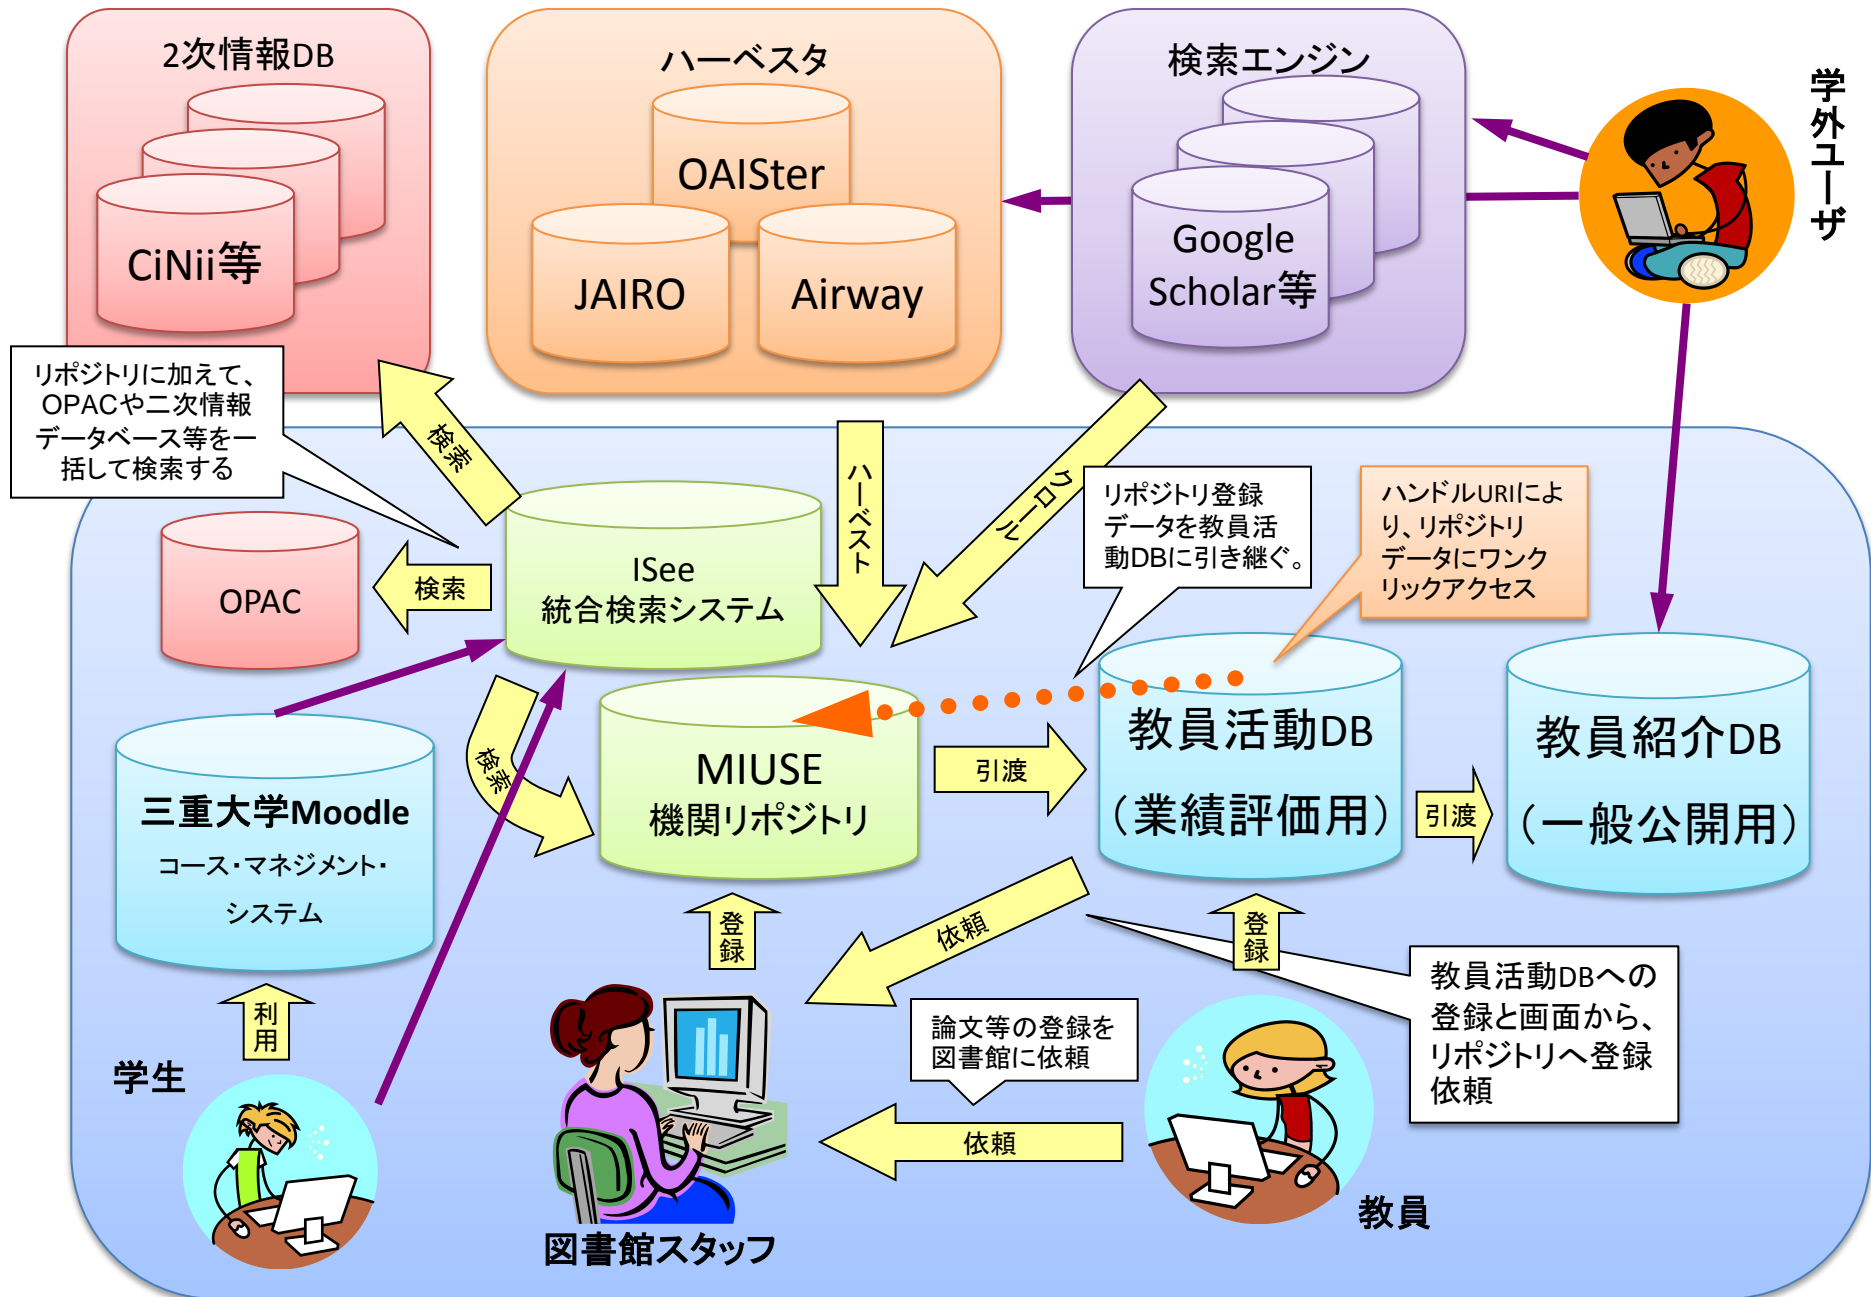 2次情報DB
CiNii等
ハーベスタ
OAISter
JAIRO
Airway
検索エンジン
Google
Scholar等
学外ユーザ
リポジトリに加えて、
OPACや二次情報
データベース等を一
括して検索する
検索
ハーベスト
クロール
リポジトリ登録
データを教員活
動DBに引き継ぐ。
ハンドルURIによ
り、リポジトリ
データにワンク
リックアクセス
OPAC
検索
ISee
統合検索システム
検索
MIUSE
機関リポジトリ
引渡
教員活動DB
（業績評価用）
引渡
教員紹介DB
（一般公開用）
三重大学Moodle
コース・マネジメント・
システム
利用
登録
依頼
登録
教員活動DBへの
登録と画面から、
リポジトリへ登録
依頼
論文等の登録を
図書館に依頼
依頼
学生
図書館スタッフ
教員